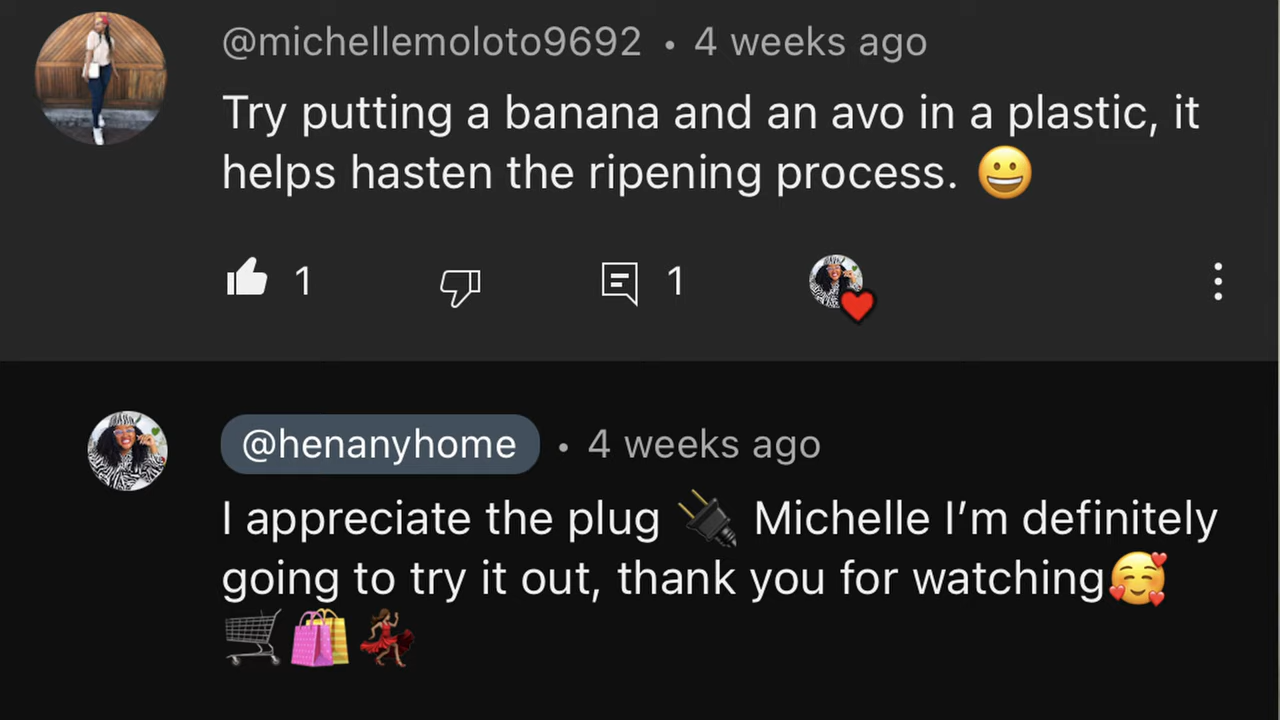 @michellemoloto9692 • 4 weeks ago
Try putting a banana and an avo in a plastic, it
helps hasten the ripening process. 😀
1 1
@henanyhome • 4 weeks ago
I appreciate the plug 🔌 Michelle I’m definitely
going to try it out, thank you for watching🥰
🛒🛍️💃🏾